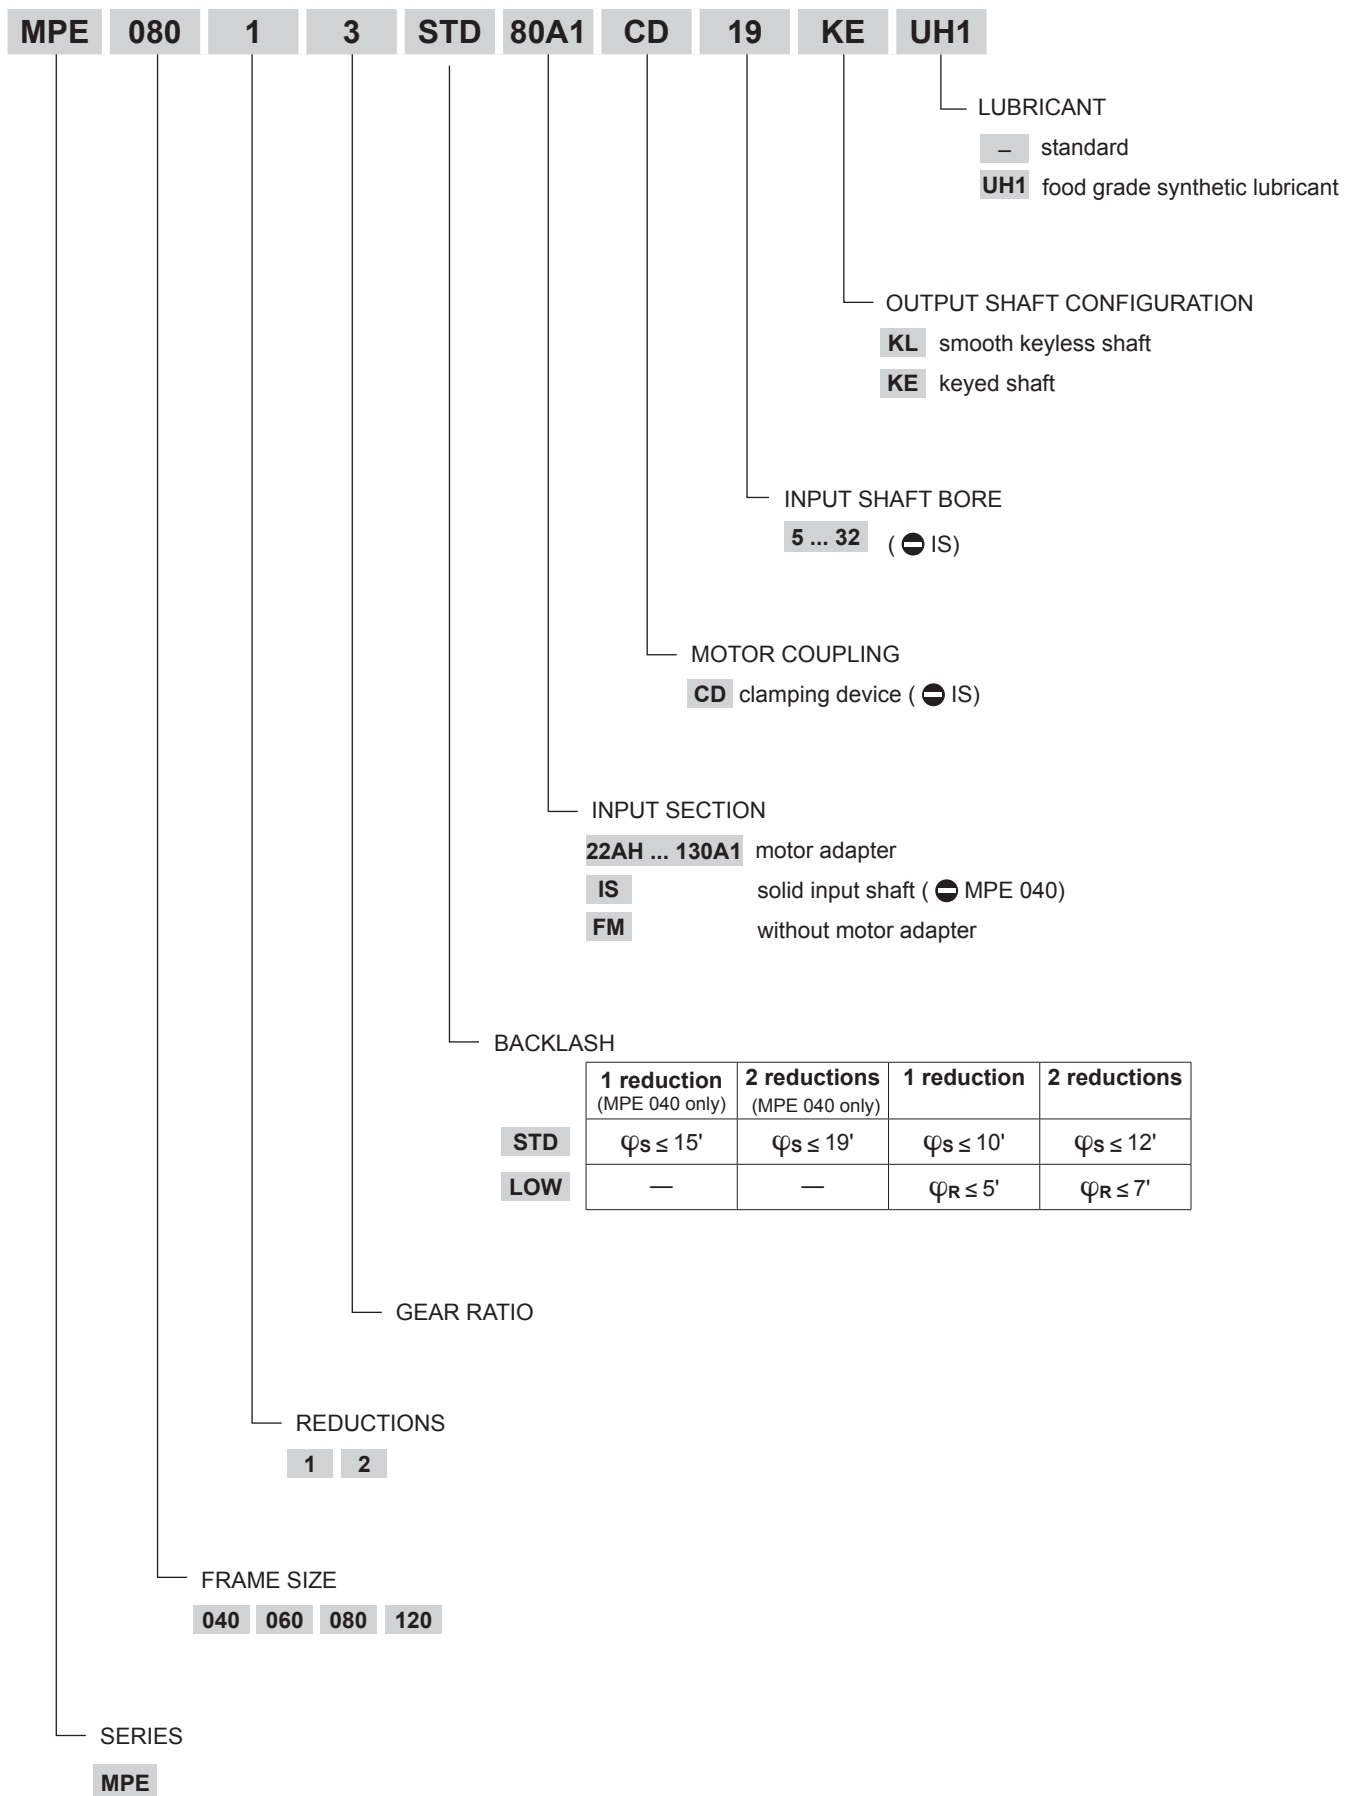 MPE 080 1 3 STD 80A1 CD 19 KE UH1
LUBRICANT
– standard
UH1 food grade synthetic lubricant
OUTPUT SHAFT CONFIGURATION
KL smooth keyless shaft
KE keyed shaft
INPUT SHAFT BORE
5 ... 32 ( ⛔ IS)
MOTOR COUPLING
CD clamping device ( ⛔ IS)
INPUT SECTION
22AH ... 130A1 motor adapter
IS solid input shaft ( ⛔ MPE 040)
FM without motor adapter
BACKLASH
1 reduction 2 reductions 1 reduction 2 reductions
(MPE 040 only) (MPE 040 only)
STD φS ≤ 15' φS ≤ 19' φS ≤ 10' φS ≤ 12'
LOW — — φR ≤ 5' φR ≤ 7'
GEAR RATIO
REDUCTIONS
1 2
FRAME SIZE
040 060 080 120
SERIES
MPE